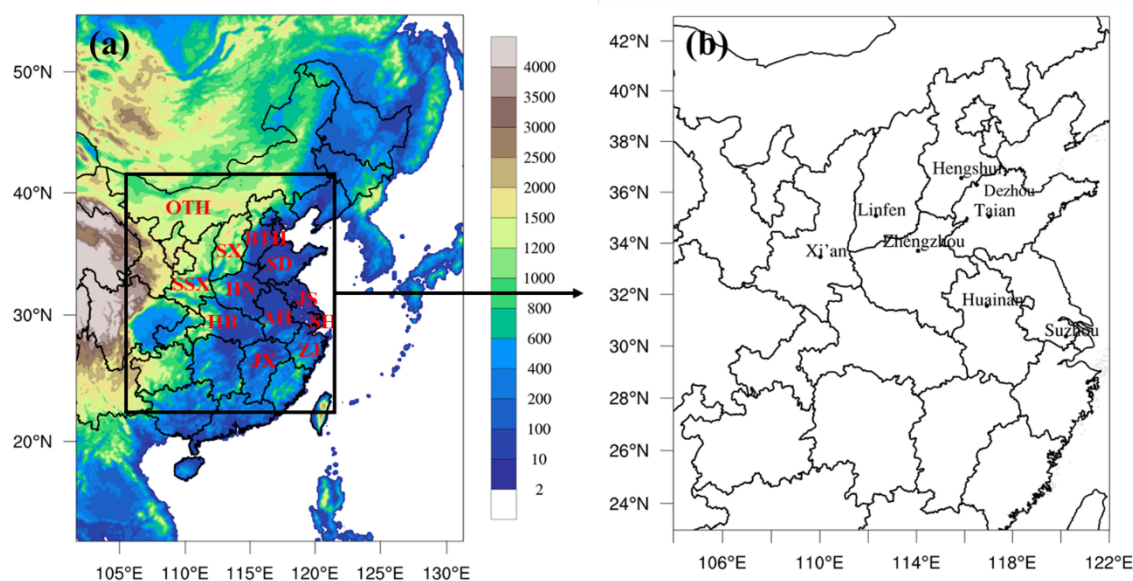 (a)
50°N
40°N
30°N
20°N
105°E 110°E 115°E 120°E 125°E 130°E
OTH
BTH
SX
SD
SSX
HN
JS
HB
AH
SH
ZJ
JX
4000
3500
3000
2500
2000
1500
1200
1000
800
600
400
200
100
10
2
(b)
42°N
40°N
38°N
36°N
34°N
32°N
30°N
28°N
26°N
24°N
106°E 110°E 114°E 118°E 122°E
Hengshui
Dezhou
Linfen
Taian
Zhengzhou
Xi'an
Huainan
Suzhou